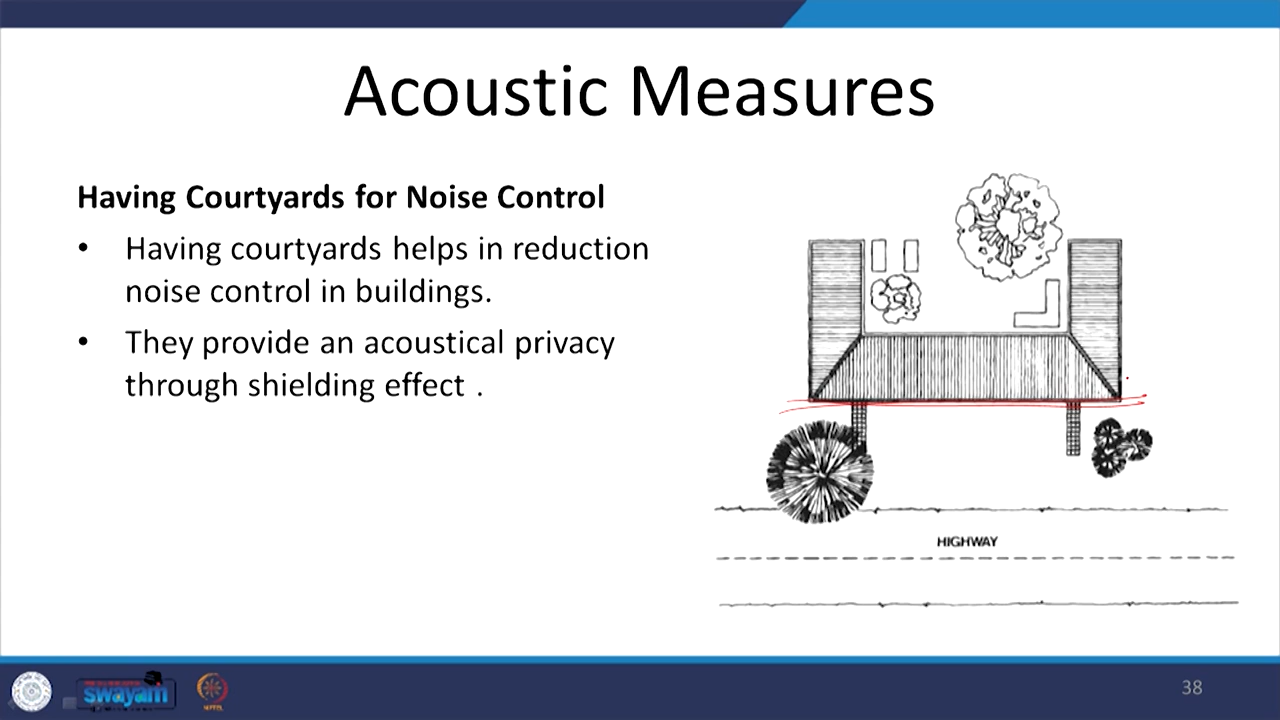 Acoustic Measures
Having Courtyards for Noise Control
• Having courtyards helps in reduction
noise control in buildings.
• They provide an acoustical privacy
through shielding effect .
HIGHWAY
swayam
38